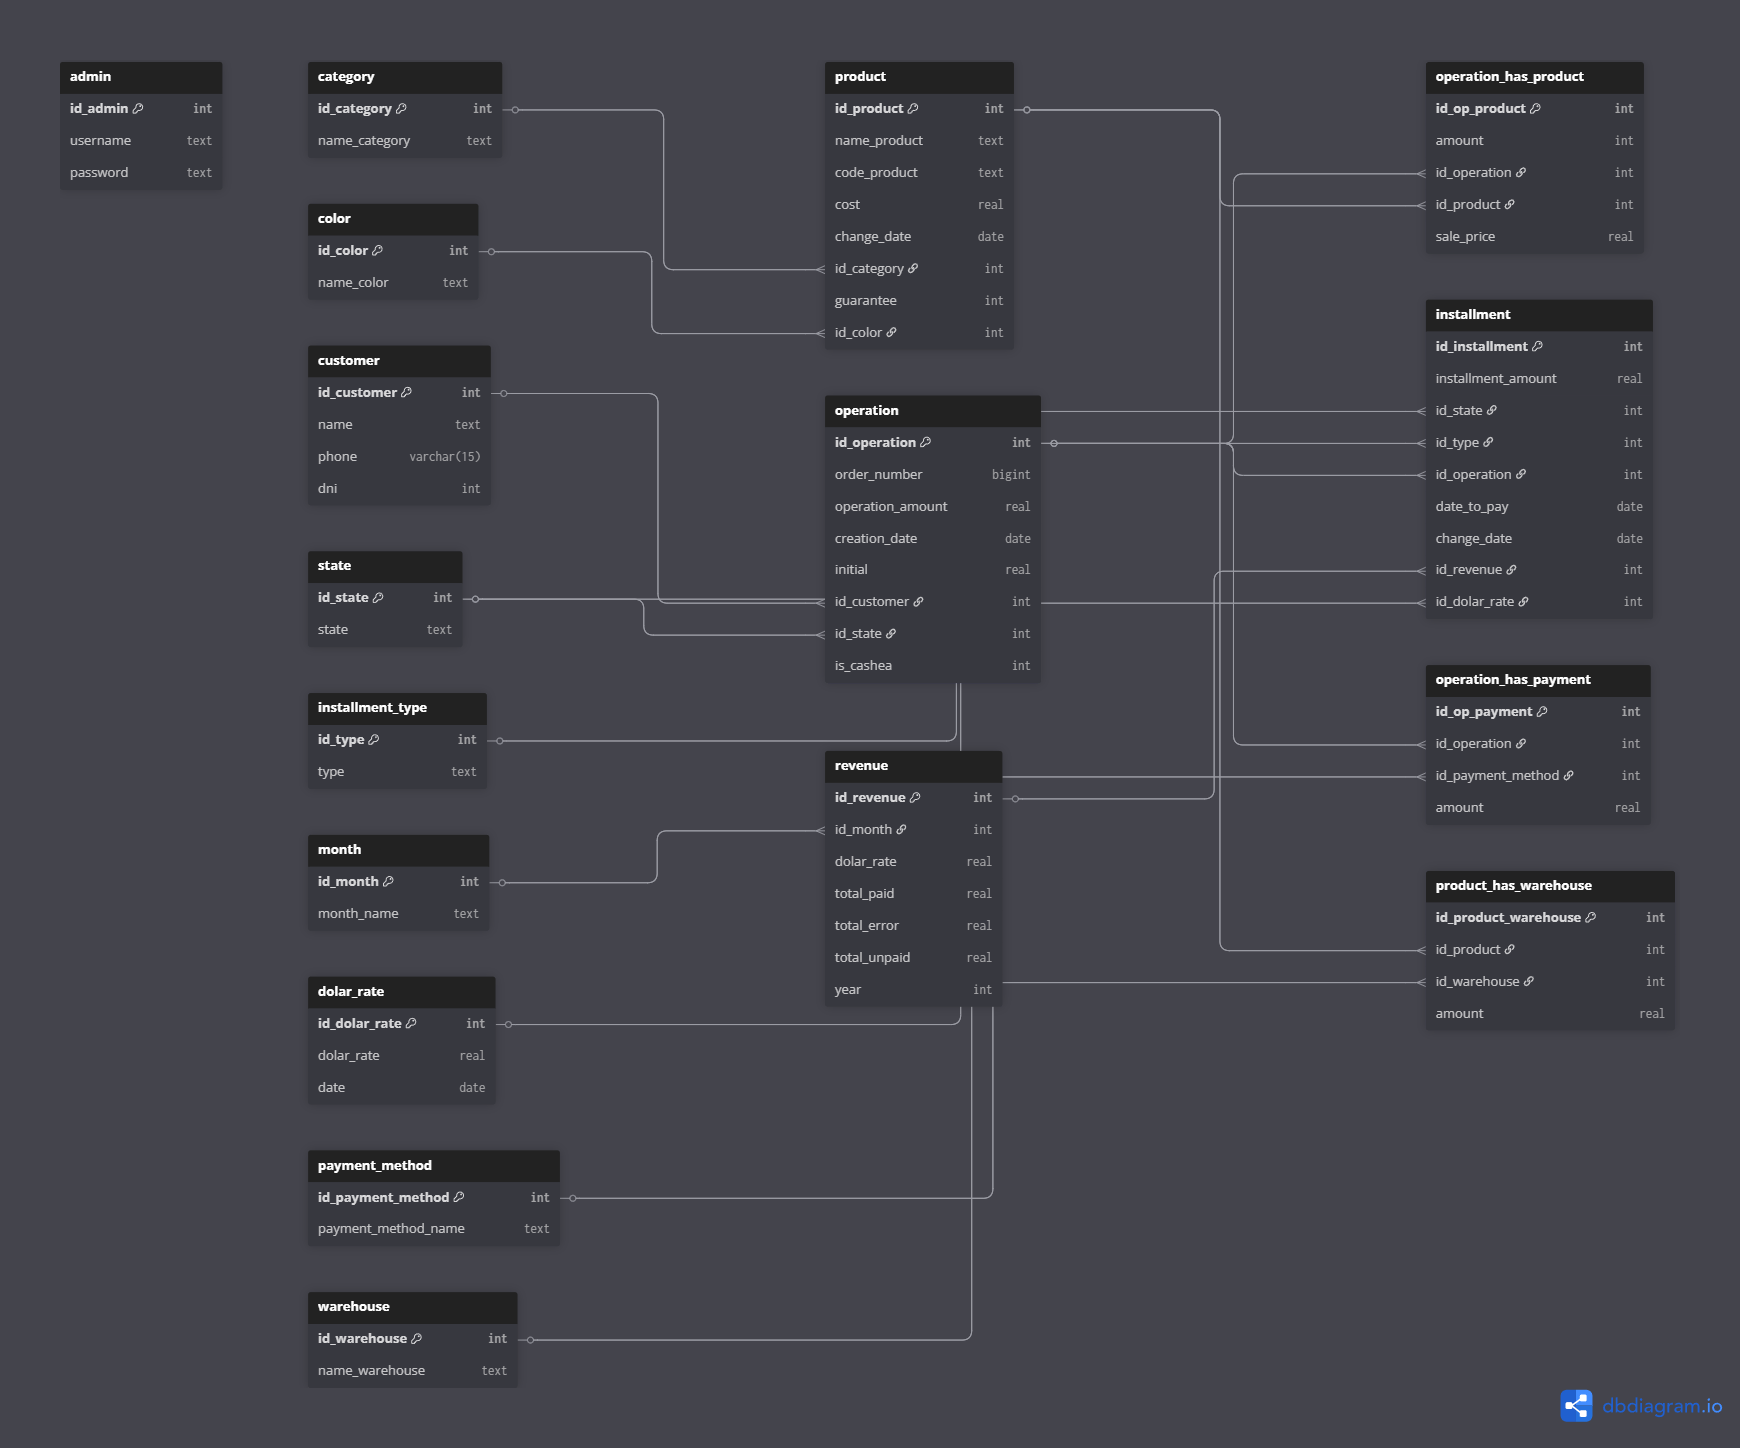 admin
id_admin int
username text
password text
category
id_category int
name_category text
color
id_color int
name_color text
customer
id_customer int
name text
phone varchar(15)
dni int
state
id_state int
state text
installment_type
id_type int
type text
month
id_month int
month_name text
dolar_rate
id_dolar_rate int
dolar_rate real
date date
payment_method
id_payment_method int
payment_method_name text
warehouse
id_warehouse int
name_warehouse text
product
id_product int
name_product text
code_product text
cost real
change_date date
id_category int
guarantee int
id_color int
operation
id_operation int
order_number bigint
operation_amount real
creation_date date
initial real
id_customer int
id_state int
is_cashea int
revenue
id_revenue int
id_month int
dolar_rate real
total_paid real
total_error real
total_unpaid real
year int
operation_has_product
id_op_product int
amount int
id_operation int
id_product int
sale_price real
installment
id_installment int
installment_amount real
id_state int
id_type int
id_operation int
date_to_pay date
change_date date
id_revenue int
id_dolar_rate int
operation_has_payment
id_op_payment int
id_operation int
id_payment_method int
amount real
product_has_warehouse
id_product_warehouse int
id_product int
id_warehouse int
amount real
dbdiagram.io